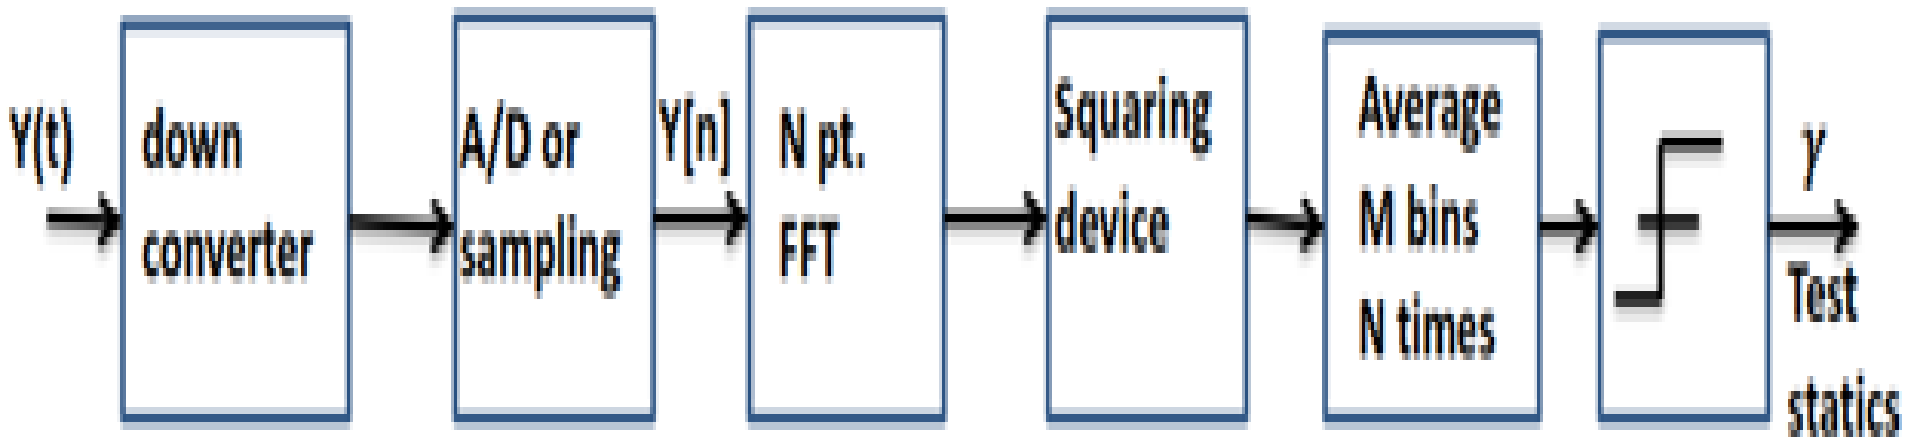 Y(t)
down
converter
A/D or
sampling
Y[n]
N pt.
FFT
Squaring
device
Average
M bins
N times
γ
Test
statics